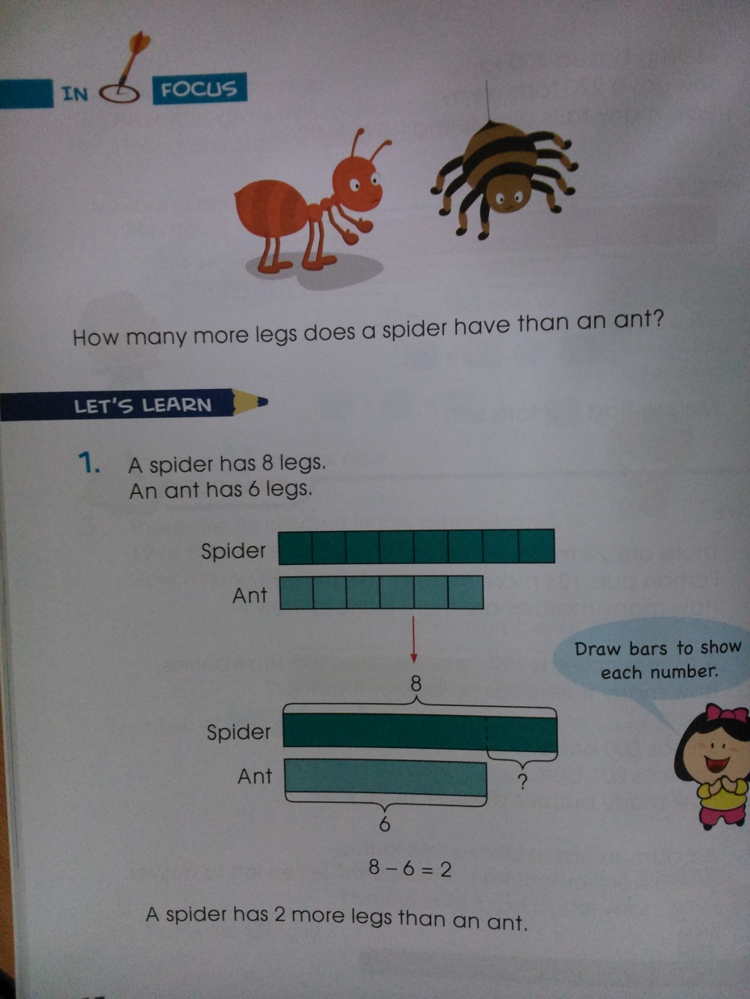 IN FOCUS
How many more legs does a spider have than an ant?
LET'S LEARN
1. A spider has 8 legs.
An ant has 6 legs.
Spider
Ant
Draw bars to show
each number.
8
Spider
Ant
?
6
8 – 6 = 2
A spider has 2 more legs than an ant.